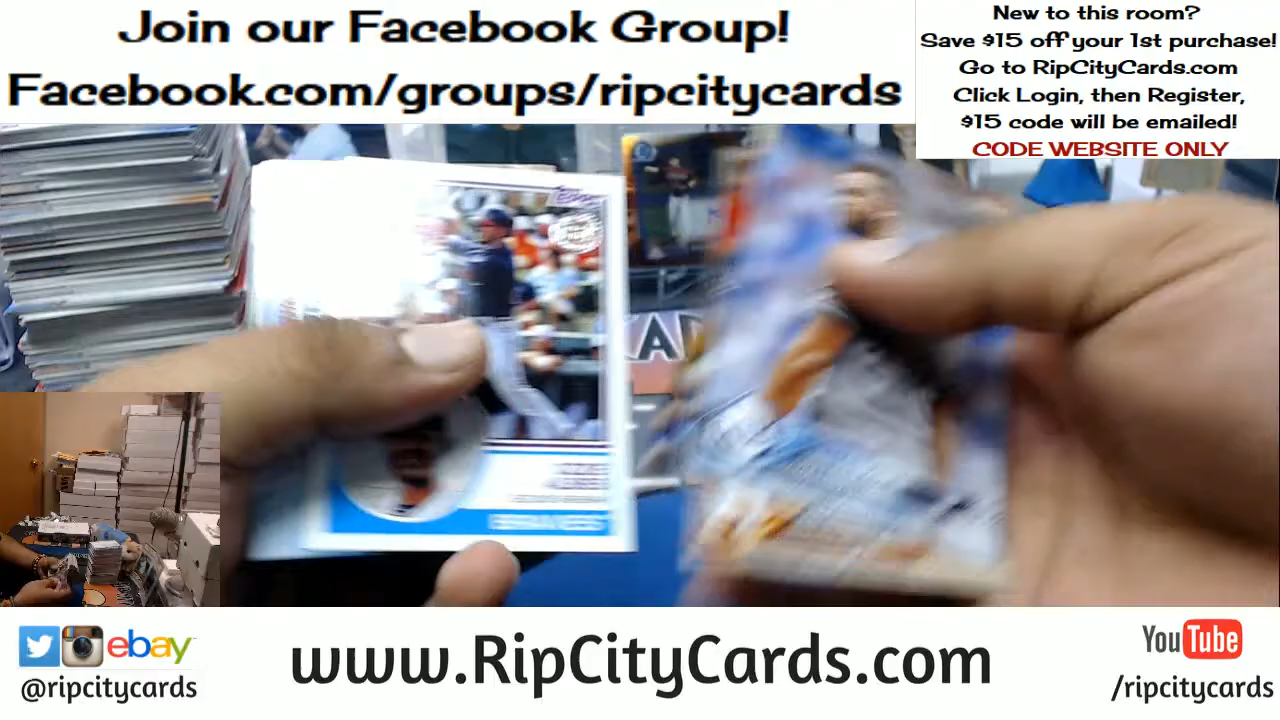 Join our Facebook Group!
Facebook.com/groups/ripcitycards
New to this room?
Save $15 off your 1st purchase!
Go to RipCityCards.com
Click Login, then Register,
$15 code will be emailed!
CODE WEBSITE ONLY
BRAVES
ebay
@ripcitycards
www.RipCityCards.com
YouTube
/ripcitycards